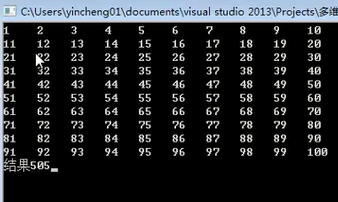 C:\Users\yincheng01\documents\visual studio 2013\Projects\多维
1 2 3 4 5 6 7 8 9 10
11 12 13 14 15 16 17 18 19 20
21 22 23 24 25 26 27 28 29 30
31 32 33 34 35 36 37 38 39 40
41 42 43 44 45 46 47 48 49 50
51 52 53 54 55 56 57 58 59 60
61 62 63 64 65 66 67 68 69 70
71 72 73 74 75 76 77 78 79 80
81 82 83 84 85 86 87 88 89 90
91 92 93 94 95 96 97 98 99 100
结果505